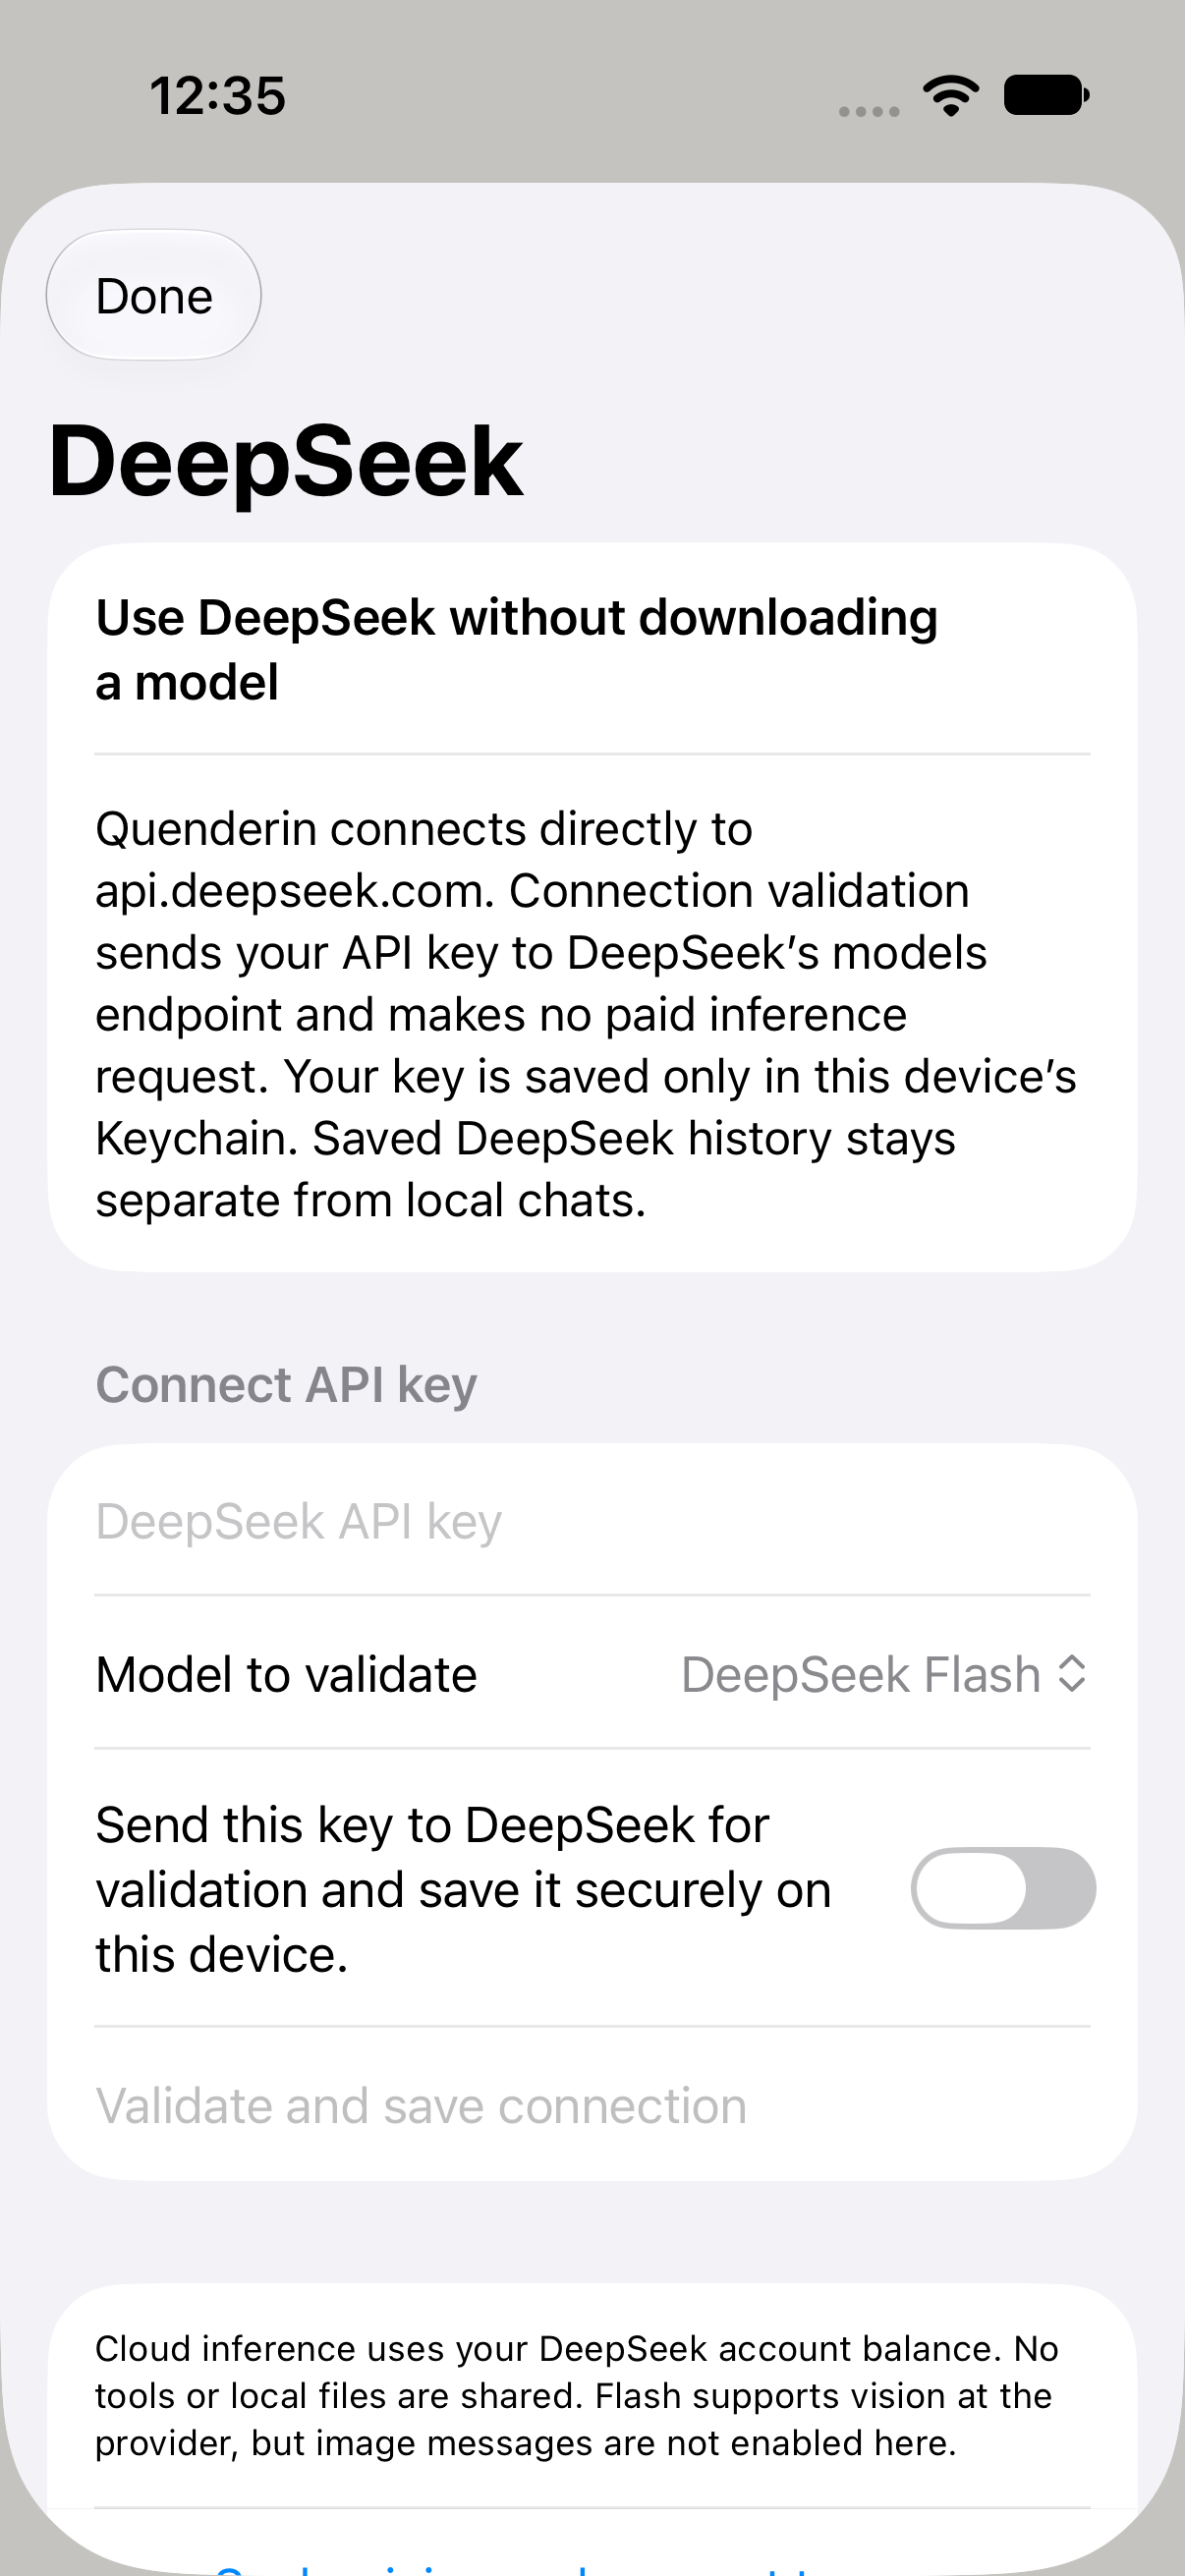 12:35
Done
DeepSeek
Use DeepSeek without downloading
a model
Quenderin connects directly to
api.deepseek.com. Connection validation
sends your API key to DeepSeek’s models
endpoint and makes no paid inference
request. Your key is saved only in this device’s
Keychain. Saved DeepSeek history stays
separate from local chats.
Connect API key
DeepSeek API key
Model to validate DeepSeek Flash
Send this key to DeepSeek for
validation and save it securely on
this device.
Validate and save connection
Cloud inference uses your DeepSeek account balance. No
tools or local files are shared. Flash supports vision at the
provider, but image messages are not enabled here.